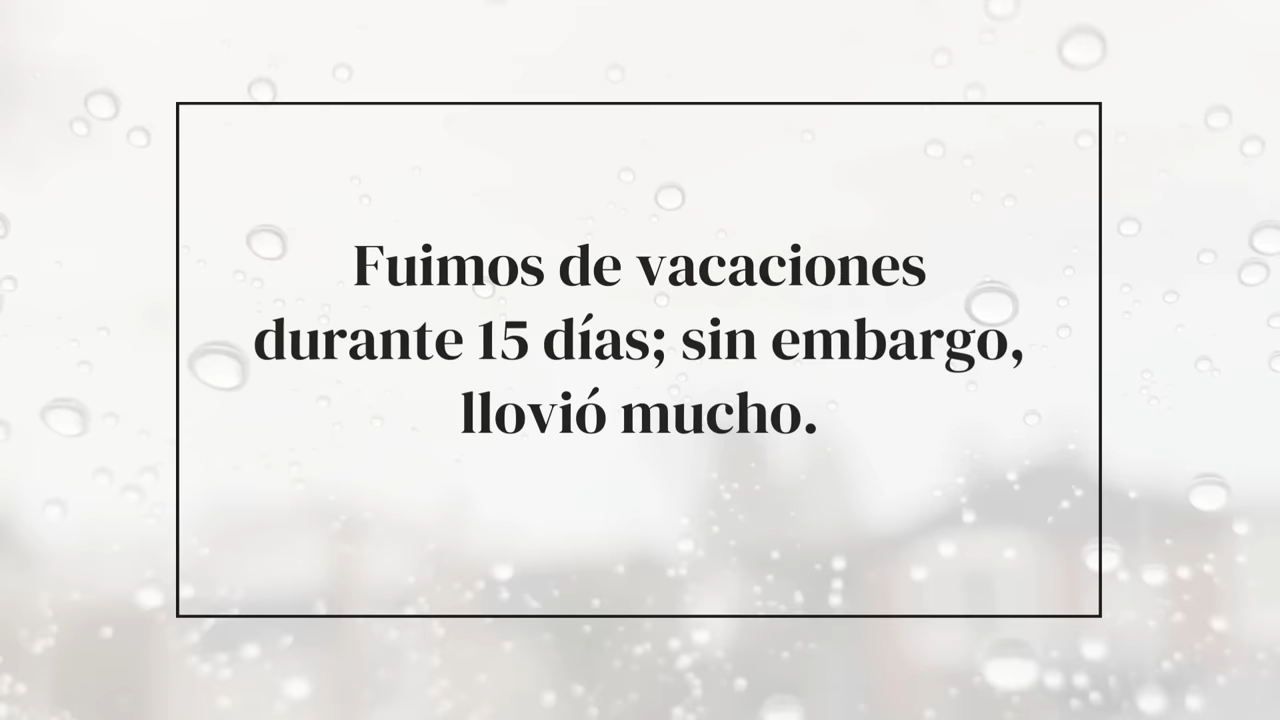 Fuimos de vacaciones
durante 15 días; sin embargo,
llovió mucho.